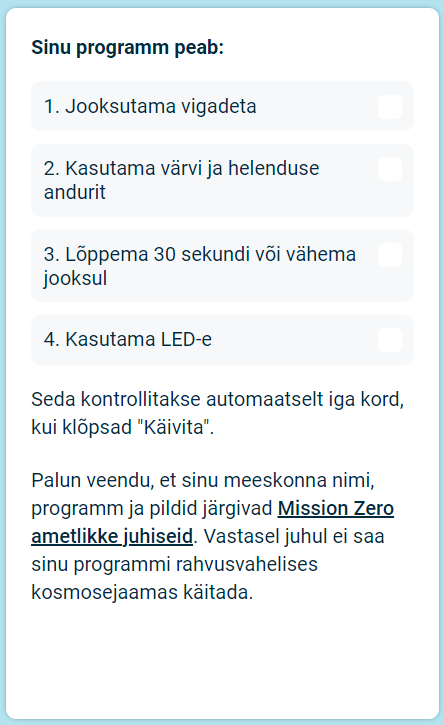 Sinu programm peab:
1. Jooksutama vigadeta
2. Kasutama värvi ja helenduse
andurit
3. Lõppema 30 sekundi või vähema
jooksul
4. Kasutama LED-e
Seda kontrollitakse automaatselt iga kord,
kui klõpsad "Käivita".
Palun veendu, et sinu meeskonna nimi,
programm ja pildid järgivad Mission Zero
ametlikke juhiseid. Vastasel juhul ei saa
sinu programmi rahvusvahelises
kosmosejaamas käitada.